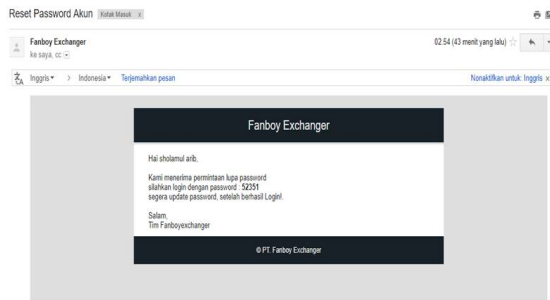 Reset Password Akun Kotak Masuk x
Fanboy Exchanger 02.54 (43 menit yang lalu)
ke saya, cc
Inggris > Indonesia Terjemahkan pesan Nonaktifkan untuk: Inggris x
Fanboy Exchanger
Hai sholamul arib,
Kami menerima permintaan lupa password
silahkan login dengan password : 52351
segera update password, setelah berhasil Login!.
Salam,
Tim Fanboyexchanger
© PT. Fanboy Exchanger